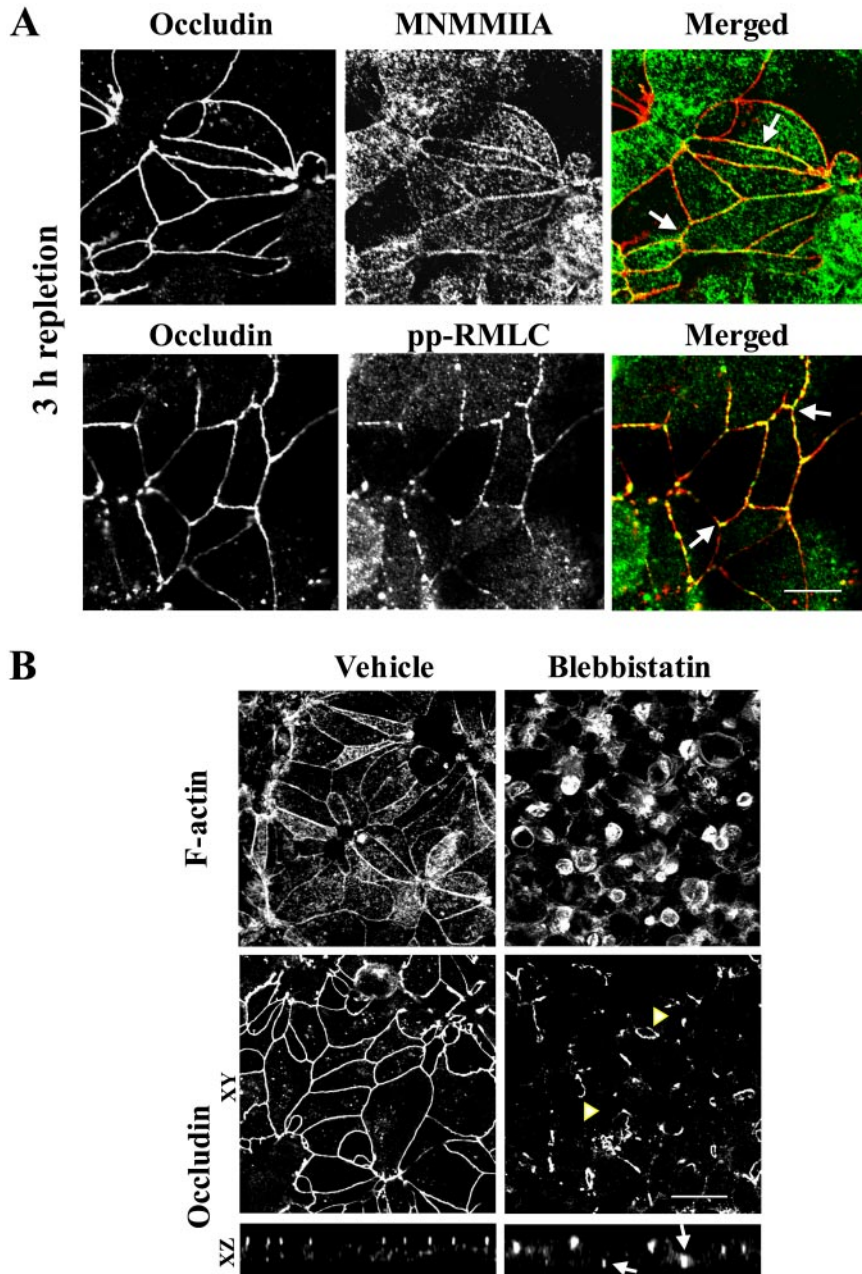 A
Occludin MNMMIIA Merged
3 h repletion
Occludin pp-RMLC Merged
B
Vehicle Blebbistatin
F-actin
Occludin
XY
XZ